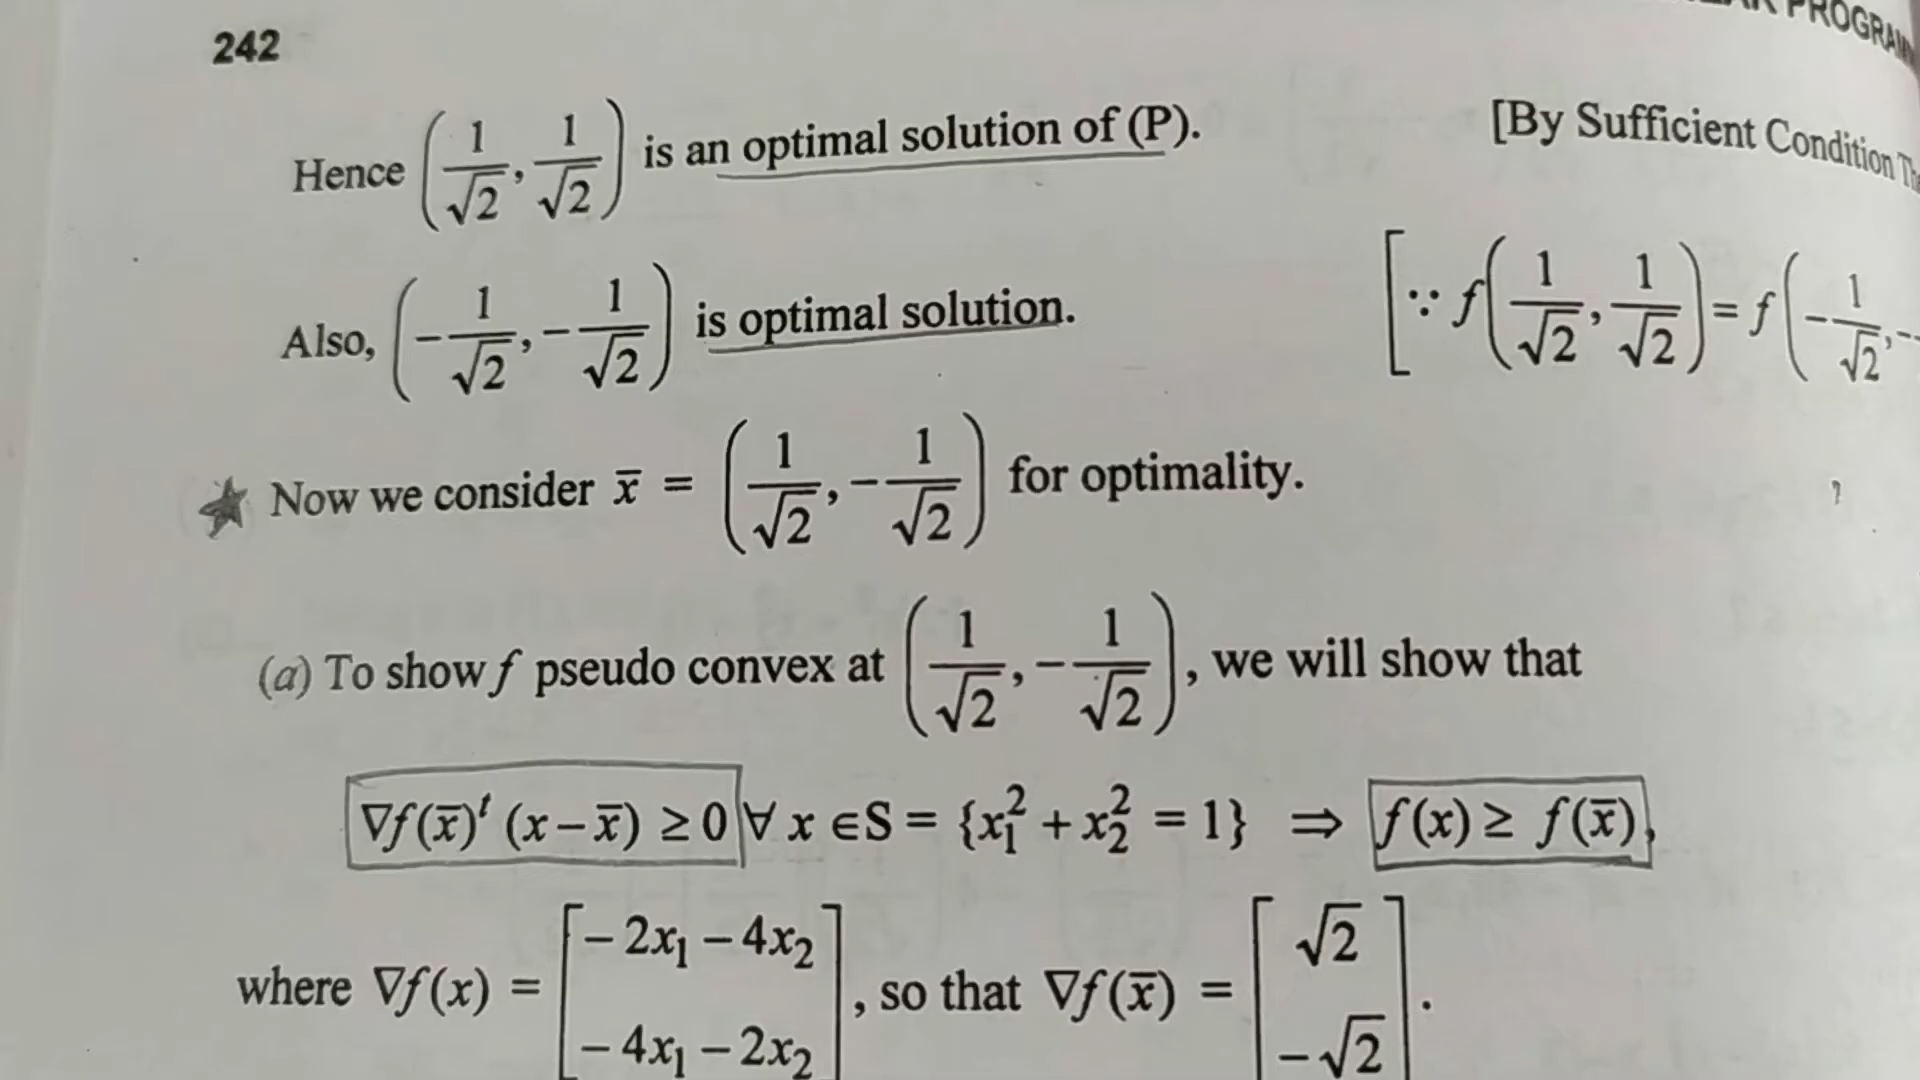 242
Hence (1/√2, 1/√2) is an optimal solution of (P). [By Sufficient Condition
Also, (−1/√2, −1/√2) is optimal solution. [∵ f(1/√2, 1/√2) = f(−1/√2, −
Now we consider x̄ = (1/√2, −1/√2) for optimality.
(a) To show f pseudo convex at (1/√2, −1/√2), we will show that
∇f(x̄)ᵗ (x−x̄) ≥ 0 ∀ x ∈ S = {x₁² + x₂² = 1} ⇒ f(x) ≥ f(x̄),
where ∇f(x) = [−2x₁ − 4x₂ −4x₁ − 2x₂], so that ∇f(x̄) = [√2 −√2].